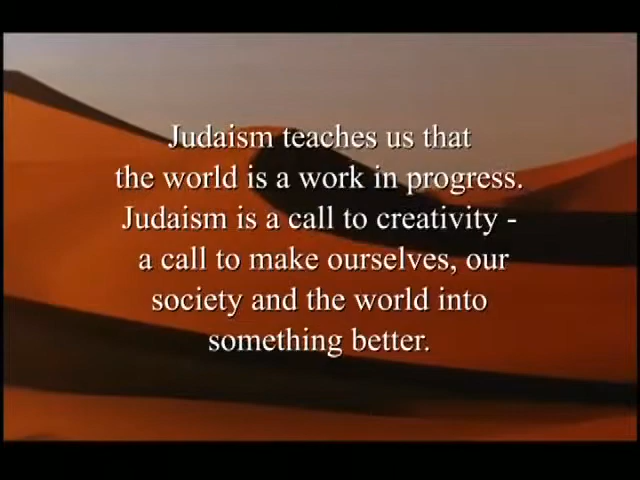 Judaism teaches us that
the world is a work in progress.
Judaism is a call to creativity -
a call to make ourselves, our
society and the world into
something better.